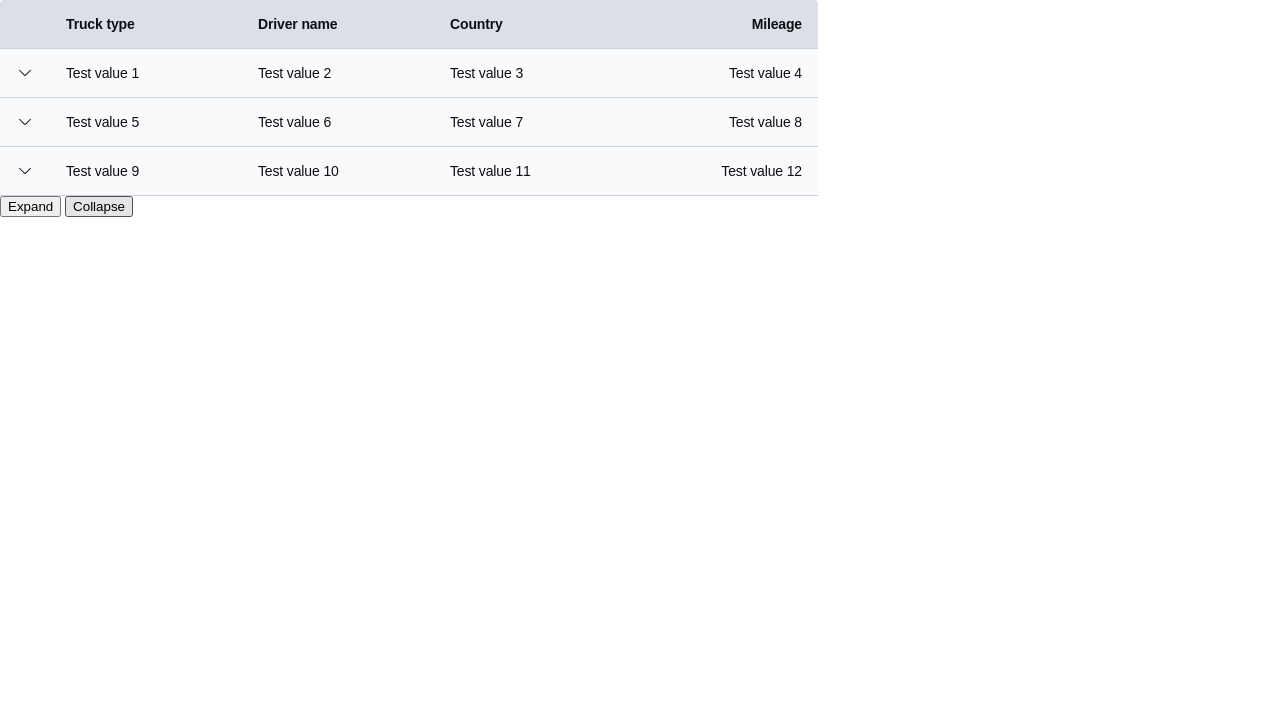 Truck type Driver name Country Mileage
Test value 1 Test value 2 Test value 3 Test value 4
Test value 5 Test value 6 Test value 7 Test value 8
Test value 9 Test value 10 Test value 11 Test value 12
Expand Collapse